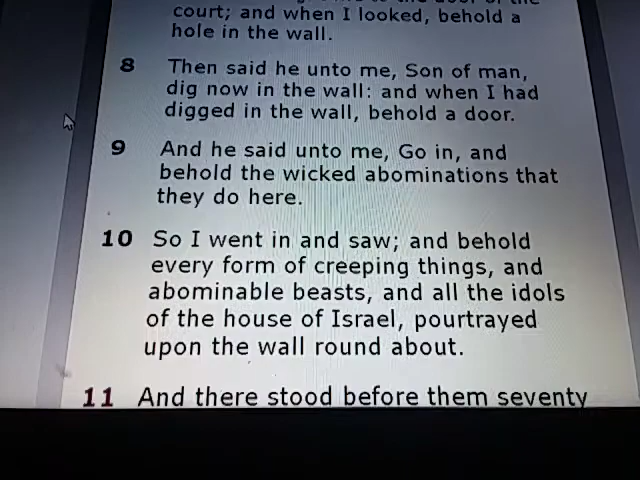 court; and when I looked, behold a
hole in the wall.
8 Then said he unto me, Son of man,
dig now in the wall: and when I had
digged in the wall, behold a door.
9 And he said unto me, Go in, and
behold the wicked abominations that
they do here.
10 So I went in and saw; and behold
every form of creeping things, and
abominable beasts, and all the idols
of the house of Israel, pourtrayed
upon the wall round about.
11 And there stood before them seventy